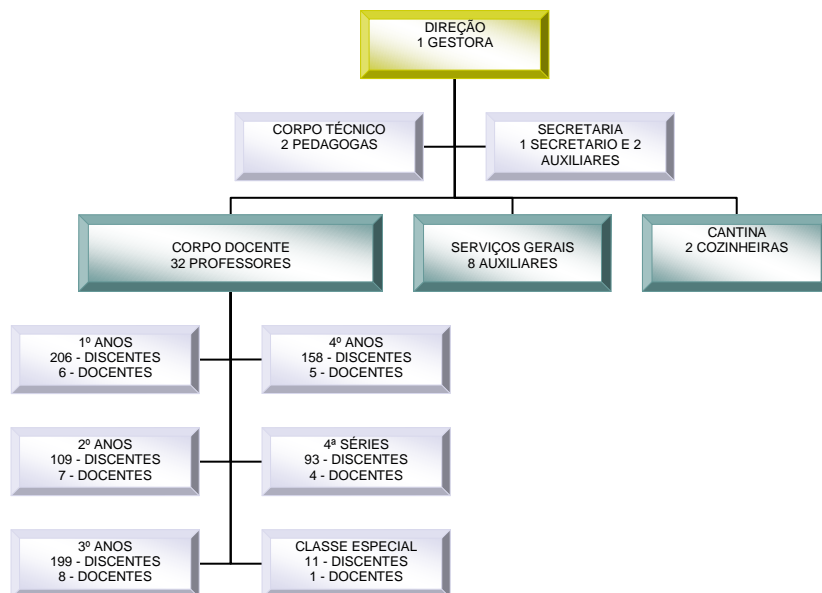 DIREÇÃO
1 GESTORA
CORPO TÉCNICO
2 PEDAGOGAS
SECRETARIA
1 SECRETARIO E 2
AUXILIARES
CORPO DOCENTE
32 PROFESSORES
SERVIÇOS GERAIS
8 AUXILIARES
CANTINA
2 COZINHEIRAS
1º ANOS
206 - DISCENTES
6 - DOCENTES
4º ANOS
158 - DISCENTES
5 - DOCENTES
2º ANOS
109 - DISCENTES
7 - DOCENTES
4ª SÉRIES
93 - DISCENTES
4 - DOCENTES
3º ANOS
199 - DISCENTES
8 - DOCENTES
CLASSE ESPECIAL
11 - DISCENTES
1 - DOCENTES